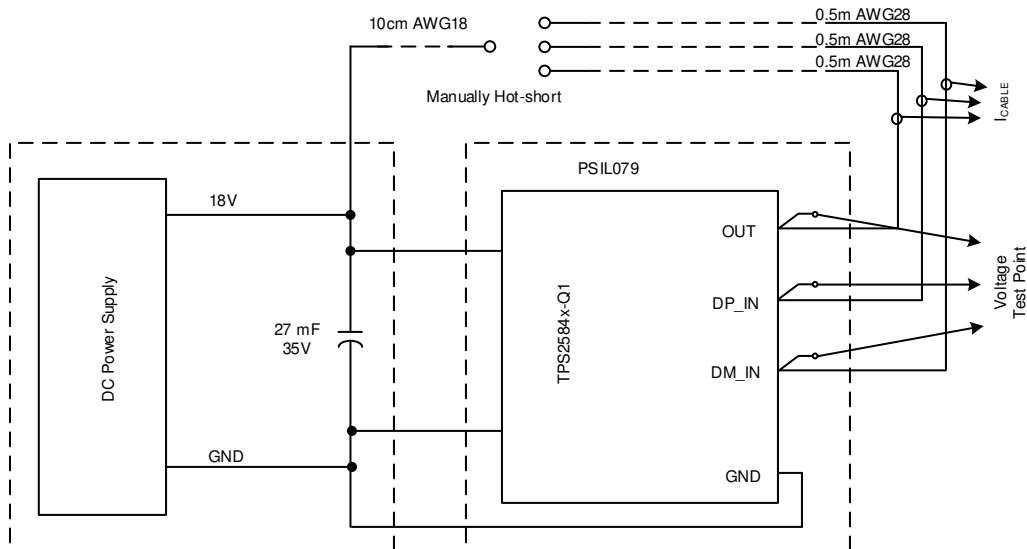 10cm AWG18
0.5m AWG28
0.5m AWG28
0.5m AWG28
Manually Hot-short
ICABLE
PSIL079
18V
OUT
DC Power Supply
27 mF
35V
TPS2584x-Q1
DP_IN
Voltage
Test Point
DM_IN
GND
GND